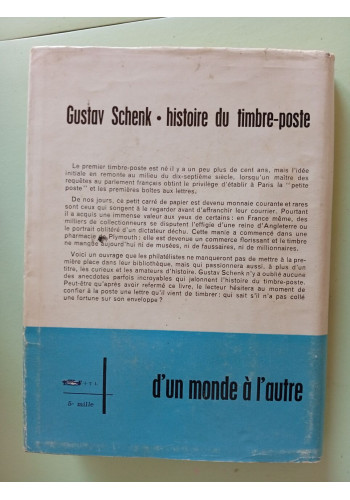 Gustav Schenk • histoire du timbre-poste
Le premier timbre-poste est né il y a un peu plus de cent ans, mais l'idée
initiale en remonte au milieu du dix-septième siècle, lorsqu'un maître des
requêtes au parlement français obtint le privilège d'établir à Paris la "petite
poste" et les premières boîtes aux lettres.
De nos jours, ce petit carré de papier est devenu monnaie courante et rares
sont ceux qui songent à le regarder avant d'affranchir leur courrier. Pourtant
il a acquis une immense valeur aux yeux de certains : en France même, des
milliers de collectionneurs se disputent l'effigie d'une reine d'Angleterre ou
le portrait oblitéré d'un dictateur déchu. Cette manie a commencé dans une
pharmacie de Plymouth ; elle est devenue un commerce florissant et le timbre
ne manque aujourd'hui ni de musées, ni de faussaires, ni de millionnaires.
Voici un ouvrage que les philatélistes ne manqueront pas de mettre à la pre-
mière place dans leur bibliothèque, mais qui passionnera aussi, à plus d'un
titre, les curieux et les amateurs d'histoire. Gustav Schenk n'y a oublié aucune
des anecdotes parfois incroyables qui jalonnent l'histoire du timbre-poste.
Peut-être qu'après avoir refermé ce livre, le lecteur hésitera au moment de
confier à la poste une lettre qu'il vient de timbrer : qui sait s'il n'a pas collé
une fortune sur son enveloppe ?
5e mille
d'un monde à l'autre